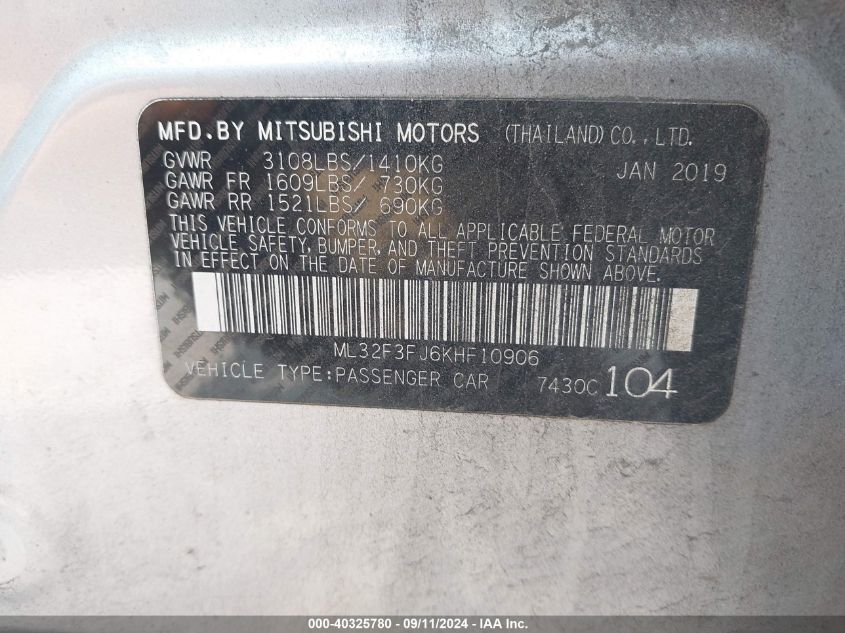 MFD.BY MITSUBISHI MOTORS (THAILAND) CO.,LTD.
GVWR 3108LBS/1410KG JAN 2019
GAWR FR 1609LBS/ 730KG
GAWR RR 1521LBS/ 690KG
THIS VEHICLE CONFORMS TO ALL APPLICABLE FEDERAL MOTOR
VEHICLE SAFETY, BUMPER, AND THEFT PREVENTION STANDARDS
IN EFFECT ON THE DATE OF MANUFACTURE SHOWN ABOVE.
ML32F3FJ6KHF10906
VEHICLE TYPE:PASSENGER CAR 7430C 104
000-40325780 - 09/11/2024 - IAA Inc.